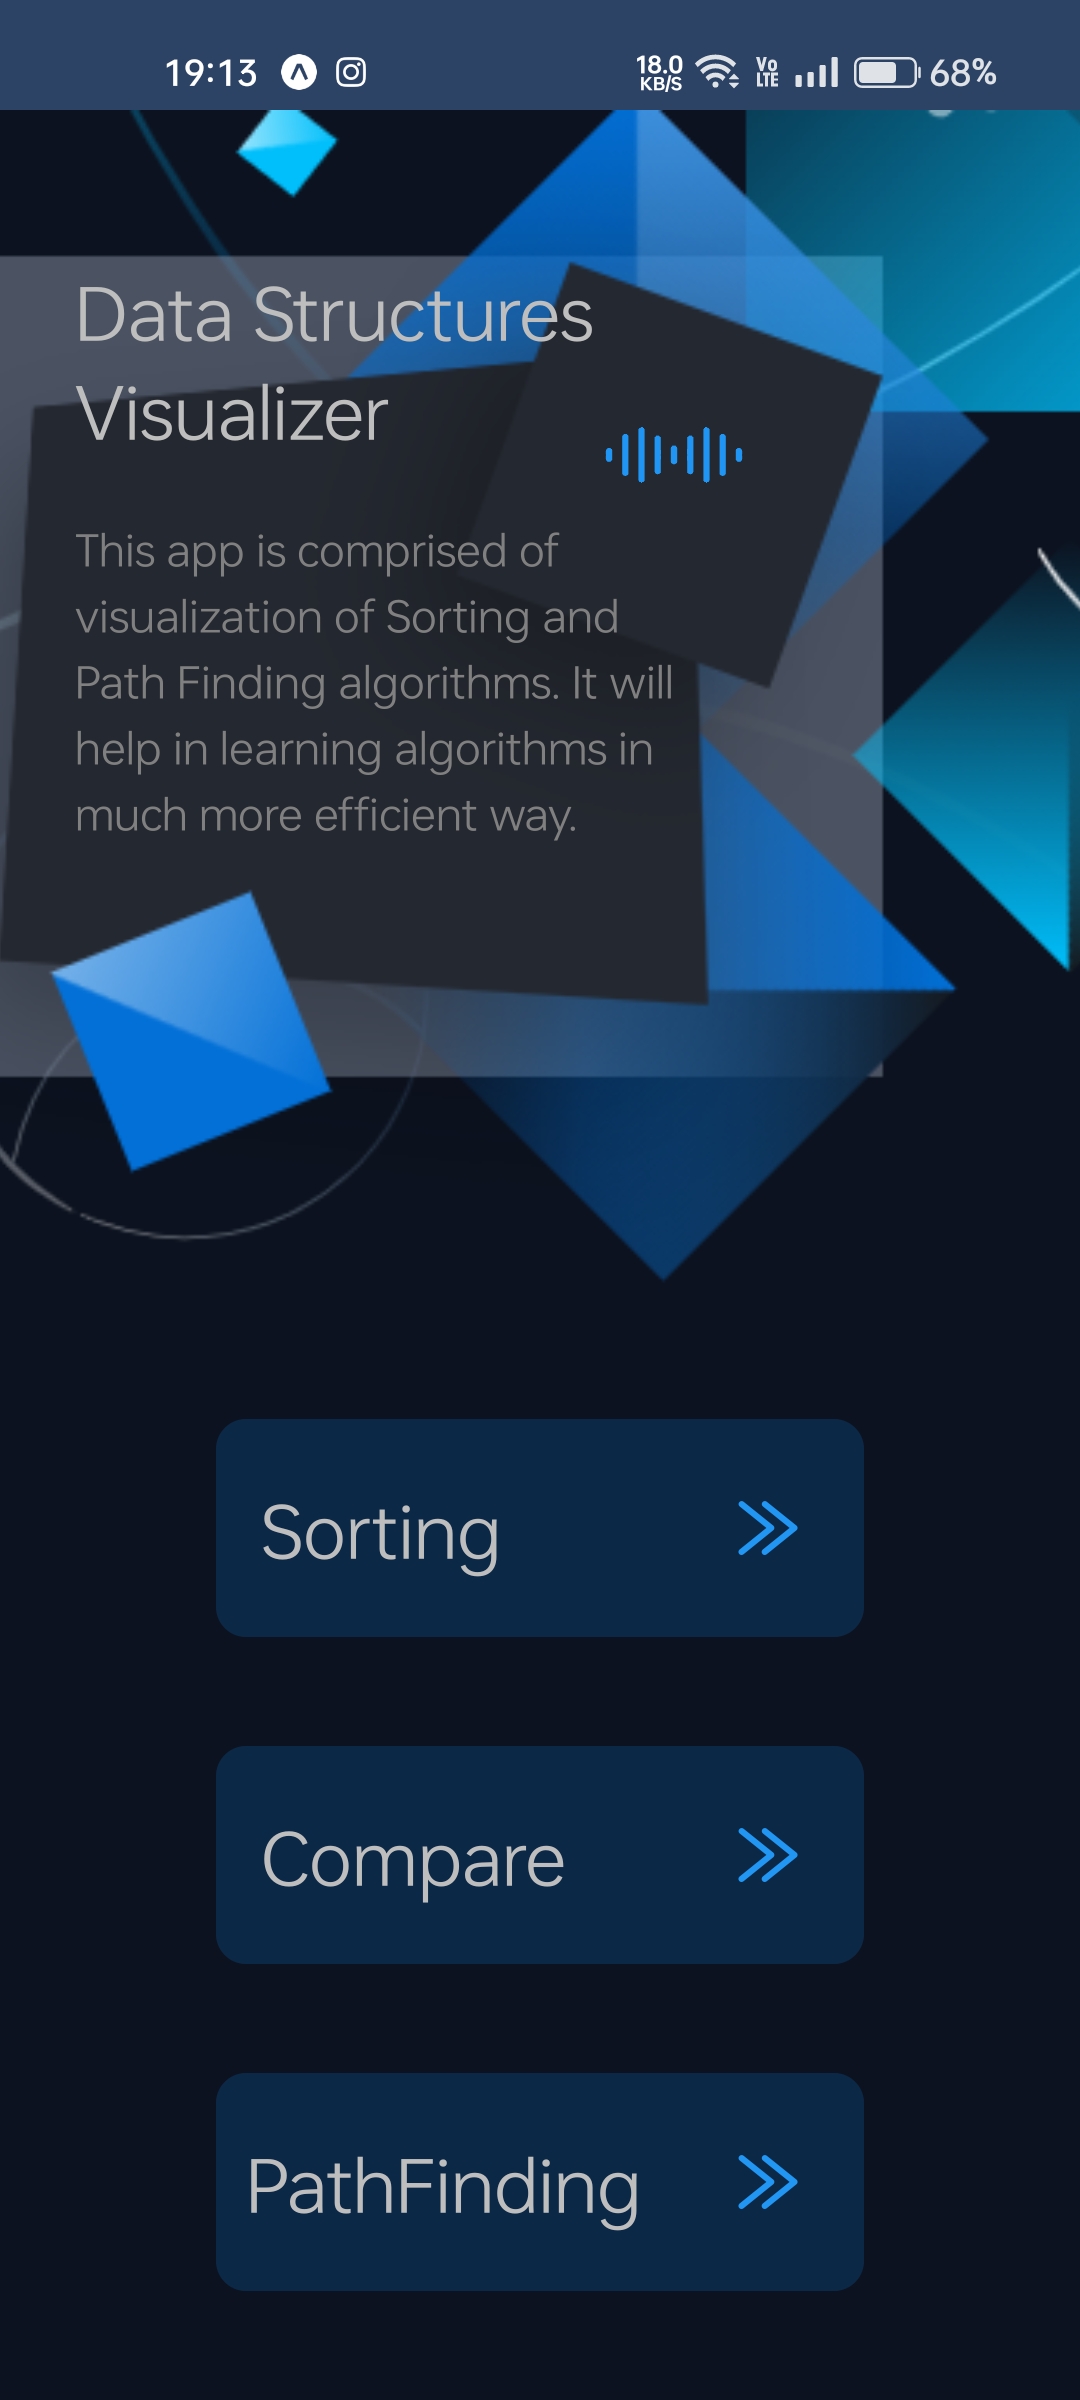 19:13 18.0 KB/S Vo LTE 68%
Data Structures
Visualizer
This app is comprised of
visualization of Sorting and
Path Finding algorithms. It will
help in learning algorithms in
much more efficient way.
Sorting
Compare
PathFinding